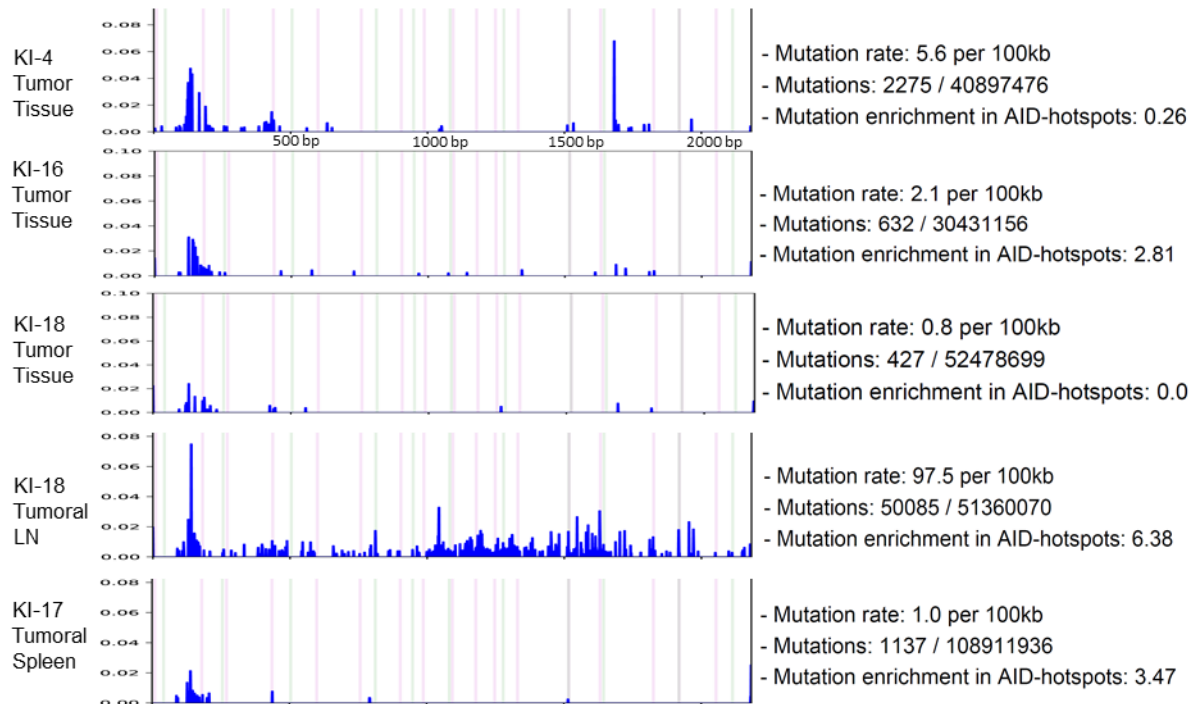 0.08
0.06
0.04
0.02
0.00
KI-4
Tumor
Tissue
- Mutation rate: 5.6 per 100kb
- Mutations: 2275 / 40897476
- Mutation enrichment in AID-hotspots: 0.26
500 bp
1000 bp
1500 bp
2000 bp
0.10
0.08
0.06
0.04
0.02
0.00
KI-16
Tumor
Tissue
- Mutation rate: 2.1 per 100kb
- Mutations: 632 / 30431156
- Mutation enrichment in AID-hotspots: 2.81
0.10
0.08
0.06
0.04
0.02
0.00
KI-18
Tumor
Tissue
- Mutation rate: 0.8 per 100kb
- Mutations: 427 / 52478699
- Mutation enrichment in AID-hotspots: 0.0
0.08
0.06
0.04
0.02
0.00
KI-18
Tumoral
LN
- Mutation rate: 97.5 per 100kb
- Mutations: 50085 / 51360070
- Mutation enrichment in AID-hotspots: 6.38
0.08
0.06
0.04
0.02
0.00
KI-17
Tumoral
Spleen
- Mutation rate: 1.0 per 100kb
- Mutations: 1137 / 108911936
- Mutation enrichment in AID-hotspots: 3.47